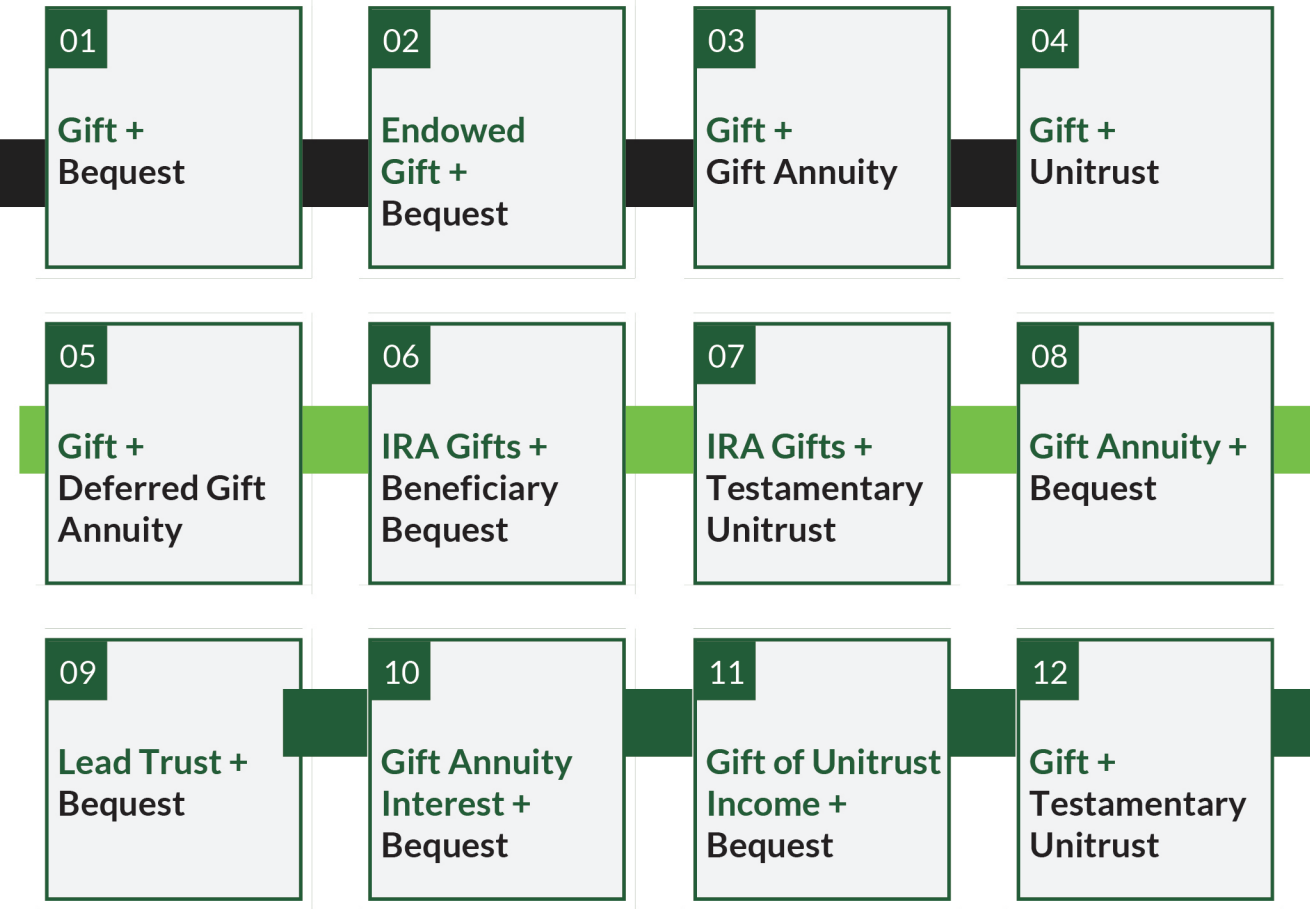 01
Gift +
Bequest
02
Endowed
Gift +
Bequest
03
Gift +
Gift Annuity
04
Gift +
Unitrust
05
Gift +
Deferred Gift
Annuity
06
IRA Gifts +
Beneficiary
Bequest
07
IRA Gifts +
Testamentary
Unitrust
08
Gift Annuity +
Bequest
09
Lead Trust +
Bequest
10
Gift Annuity
Interest +
Bequest
11
Gift of Unitrust
Income +
Bequest
12
Gift +
Testamentary
Unitrust